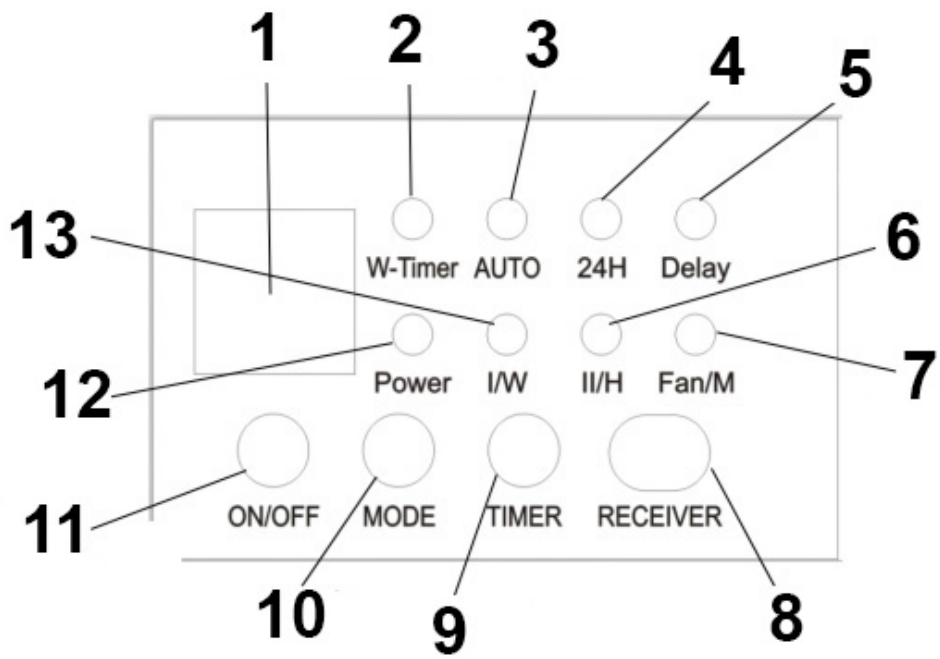 1 2 3 4 5
13 W-Timer AUTO 24H Delay 6
12 Power I/W II/H Fan/M 7
11 ON/OFF MODE TIMER RECEIVER
10 9 8